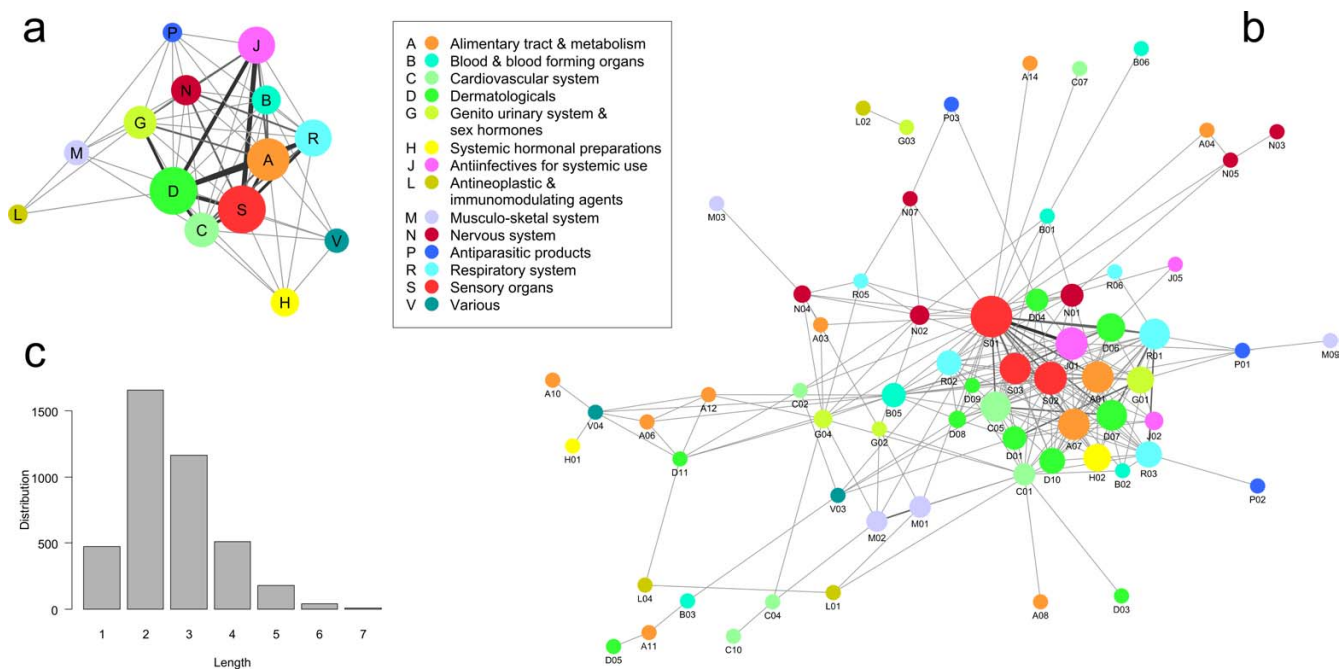 a
P
J
N
B
G
R
M
A
D
S
L
C
V
H
A Alimentary tract & metabolism
B Blood & blood forming organs
C Cardiovascular system
D Dermatologicals
G Genito urinary system &
sex hormones
H Systemic hormonal preparations
J Antiinfectives for systemic use
L Antineoplastic &
immunomodulating agents
M Musculo-sketal system
N Nervous system
P Antiparasitic products
R Respiratory system
S Sensory organs
V Various
b
B06
A14
C07
L02
G03
P03
A04
N03
N05
M03
N07
B01
R05
R06
J05
N04
D04
N01
A03
N02
S01
D06
R01
J01
P01
M09
R02
S03
S02
A01
G01
A10
C02
B05
D09
V04
A12
C05
A06
G04
G02
D08
D07
J02
A07
H01
D11
D01
D10
H02
B02
R03
C01
V03
P02
M02
M01
L04
L01
B03
C04
A08
D03
A11
C10
D05
c
Distribution
1500
1000
500
0
1 2 3 4 5 6 7
Length